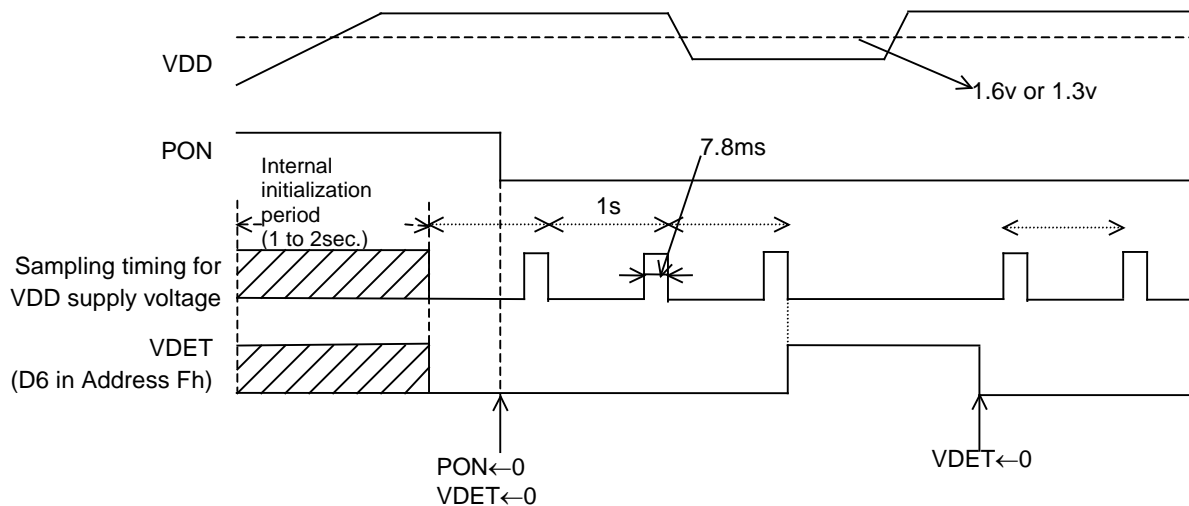 VDD
1.6v or 1.3v
PON
7.8ms
Internal
initialization
period
(1 to 2sec.)
1s
Sampling timing for
VDD supply voltage
VDET
(D6 in Address Fh)
PON←0
VDET←0
VDET←0